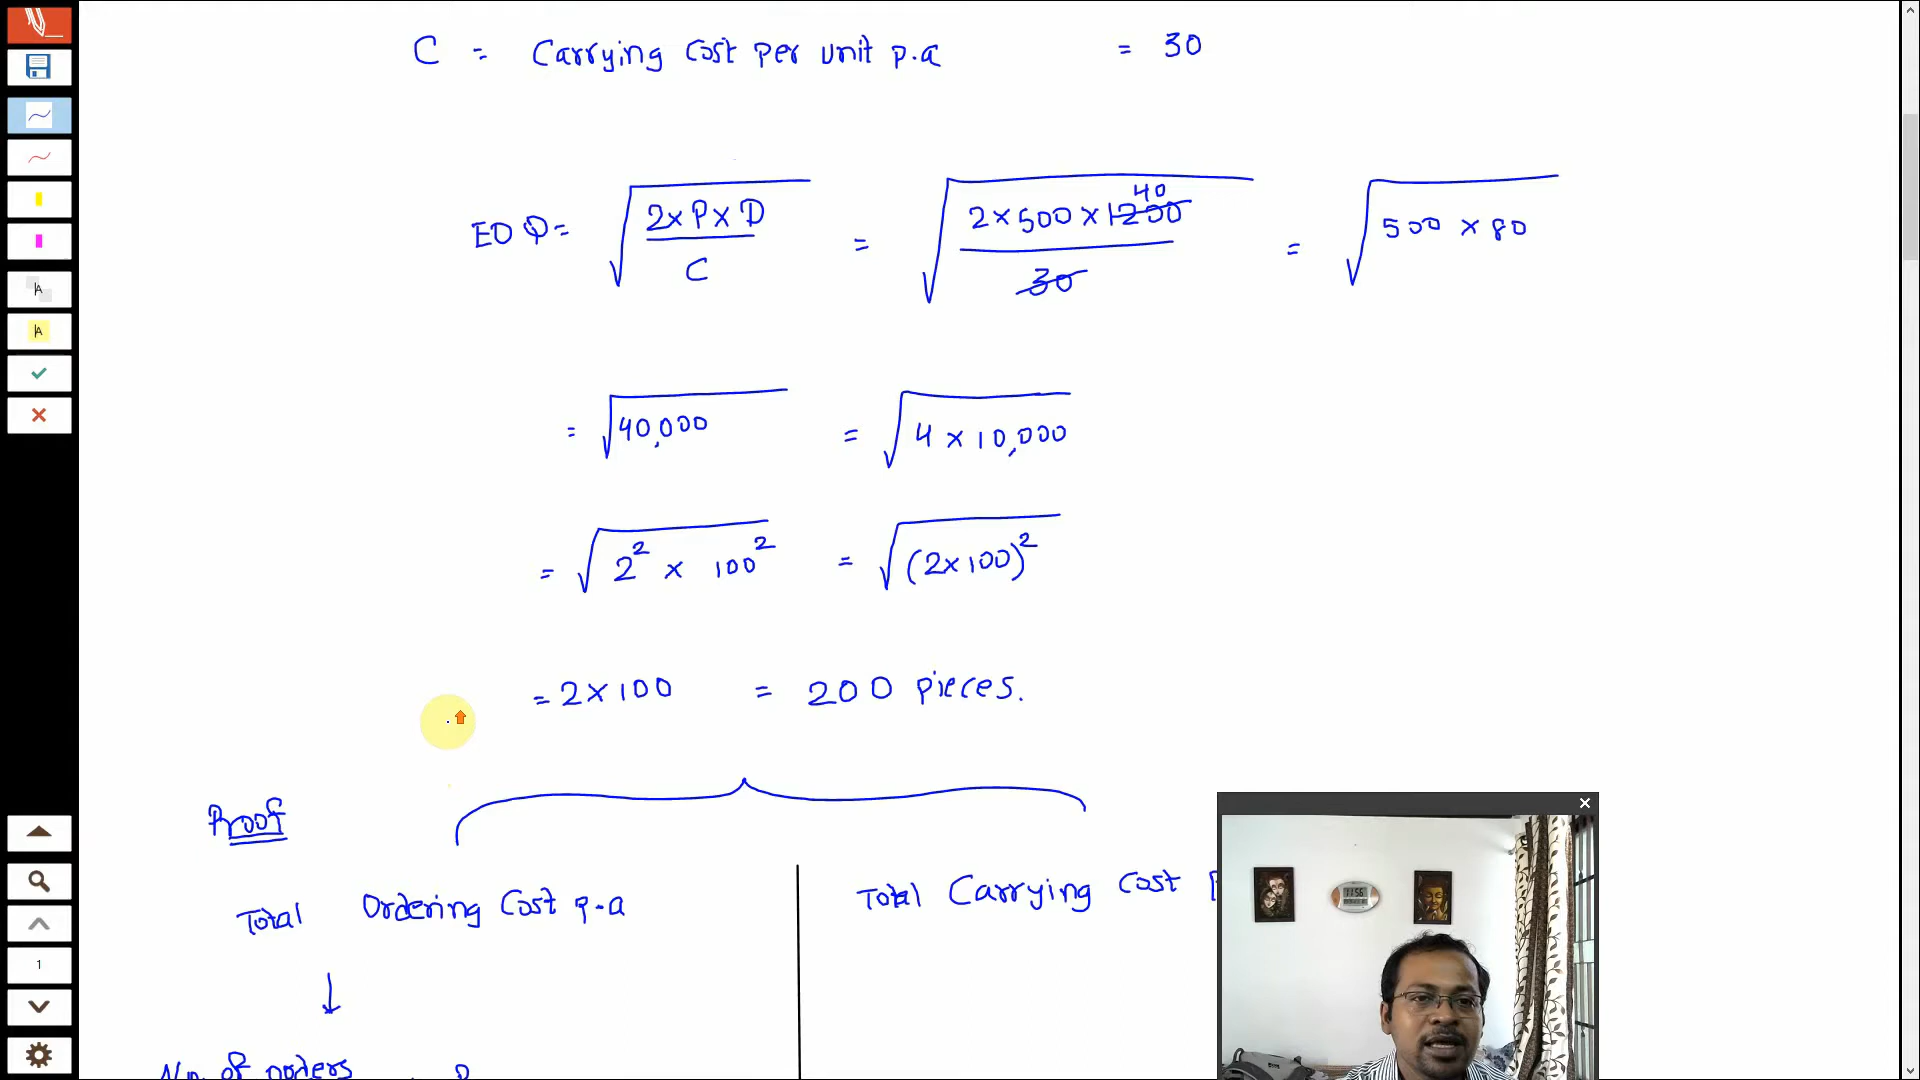 C = Carrying Cost per unit p.a = 30
EOQ = √(2 × P × D / C) = √(2 × 500 × 1200 40 / 30) = √(500 × 80)
= √40,000 = √(4 × 10,000)
= √(2² × 100²) = √(2×100)²
= 2 × 100 = 200 pieces.
Proof
Total Ordering Cost p.a
Total Carrying Cost
No. of
1